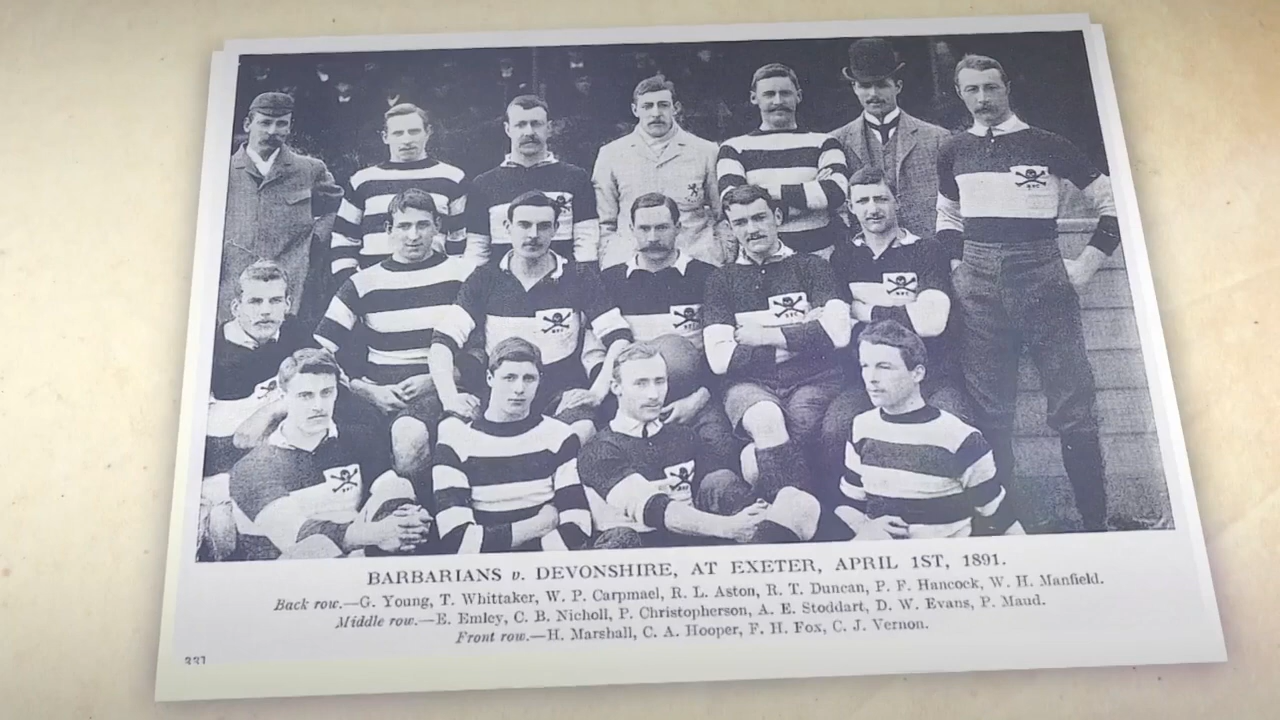 BARBARIANS v. DEVONSHIRE, AT EXETER, APRIL 1ST, 1891.
Back row.—G. Young, T. Whittaker, W. P. Carpmael, R. L. Aston, R. T. Duncan, P. F. Hancock, W. H. Manfield.
Middle row.—E. Emley, C. B. Nicholl, P. Christopherson, A. E. Stoddart, D. W. Evans, P. Maud.
Front row.—H. Marshall, C. A. Hooper, F. H. Fox, C. J. Vernon.